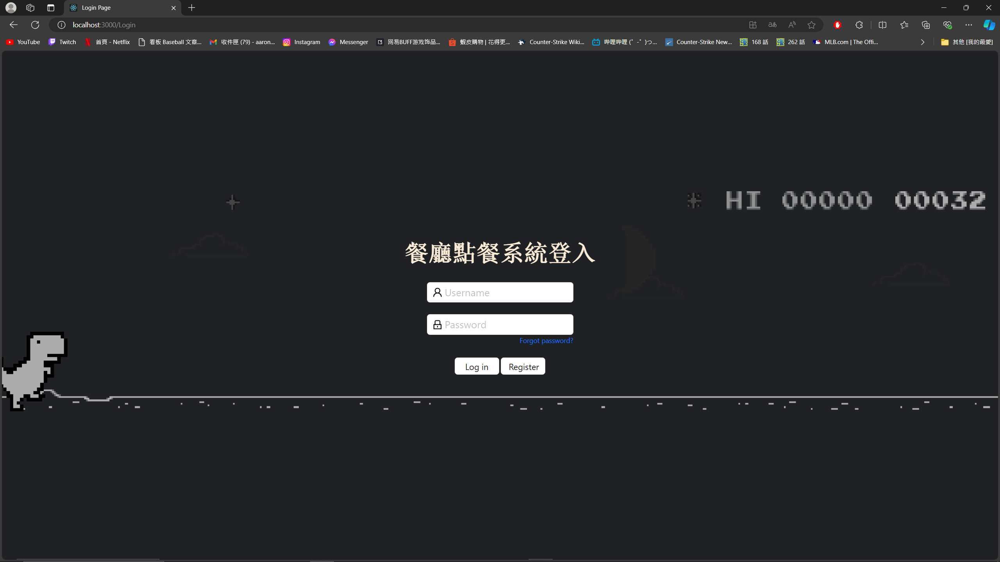 Login Page
localhost:3000/Login
YouTube
Twitch
首頁 - Netflix
看板 Baseball 文章...
收件匣 (79) - aaron...
Instagram
Messenger
网易BUFF游戏饰品...
蝦皮購物 | 花得更...
Counter-Strike Wiki...
哔哩哔哩 (゜-゜)つ...
Counter-Strike New...
168 話
262 話
MLB.com | The Offi...
其他 [我的最愛]
HI 00000 00032
餐廳點餐系統登入
Username
Password
Forgot password?
Log in
Register